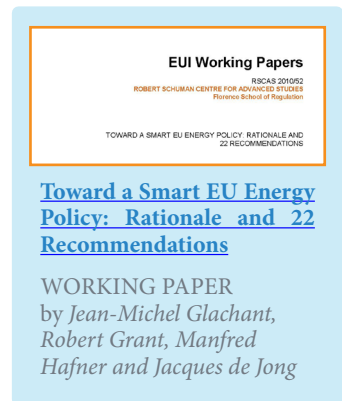 EUI Working Papers
RSCAS 2010/52
ROBERT SCHUMAN CENTRE FOR ADVANCED STUDIES
Florence School of Regulation
TOWARD A SMART EU ENERGY POLICY: RATIONALE AND
22 RECOMMENDATIONS
Toward a Smart EU Energy
Policy: Rationale and 22
Recommendations
WORKING PAPER
by Jean-Michel Glachant,
Robert Grant, Manfred
Hafner and Jacques de Jong